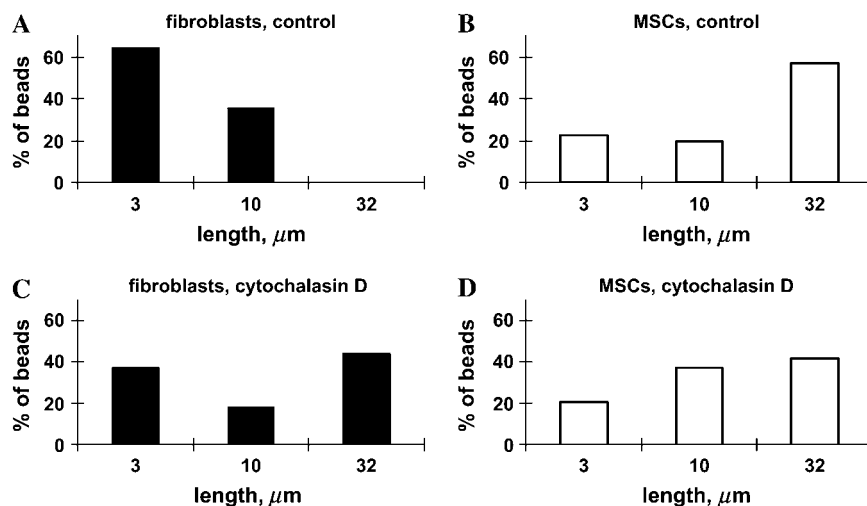 A fibroblasts, control
% of beads
60
40
20
0
3 10 32
length, μm
B MSCs, control
% of beads
60
40
20
0
3 10 32
length, μm
C fibroblasts, cytochalasin D
% of beads
60
40
20
0
3 10 32
length, μm
D MSCs, cytochalasin D
% of beads
60
40
20
0
3 10 32
length, μm